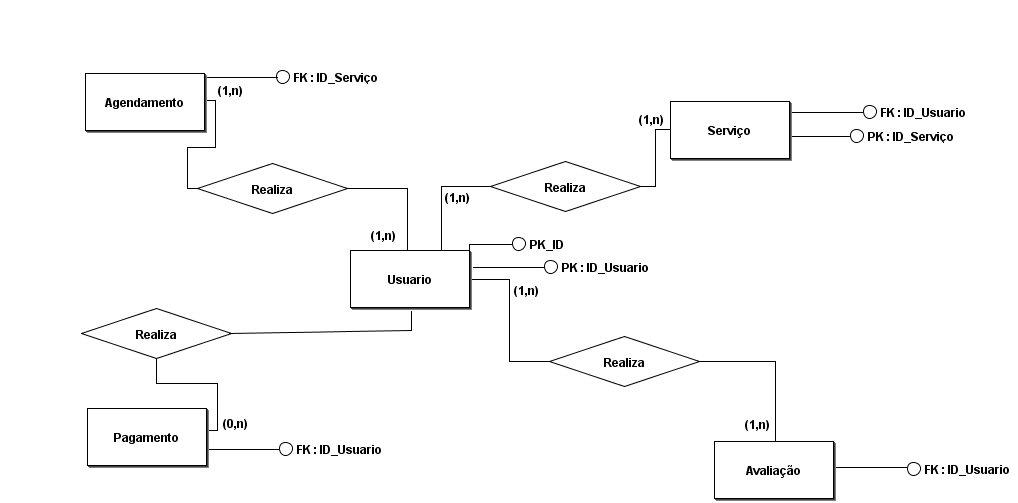 FK : ID_Serviço
Agendamento
(1,n)
FK : ID_Usuario
(1,n)
Serviço
PK : ID_Serviço
Realiza
Realiza
(1,n)
(1,n)
PK_ID
PK : ID_Usuario
Usuario
(1,n)
Realiza
Realiza
(0,n)
(1,n)
Pagamento
FK : ID_Usuario
Avaliação
FK : ID_Usuario